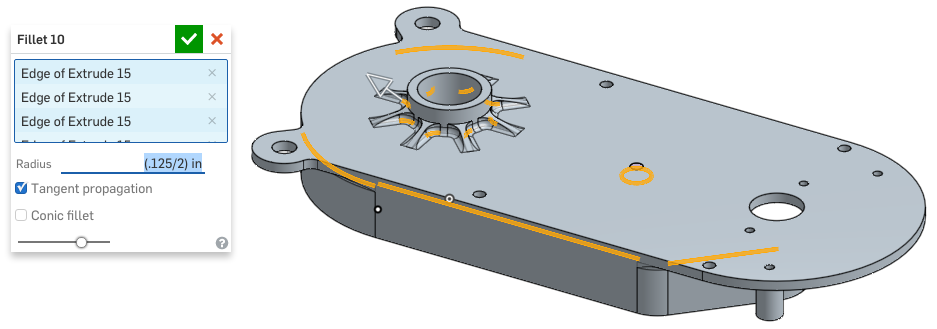 Fillet 10
Edge of Extrude 15
Edge of Extrude 15
Edge of Extrude 15
Radius (.125/2) in
Tangent propagation
Conic fillet